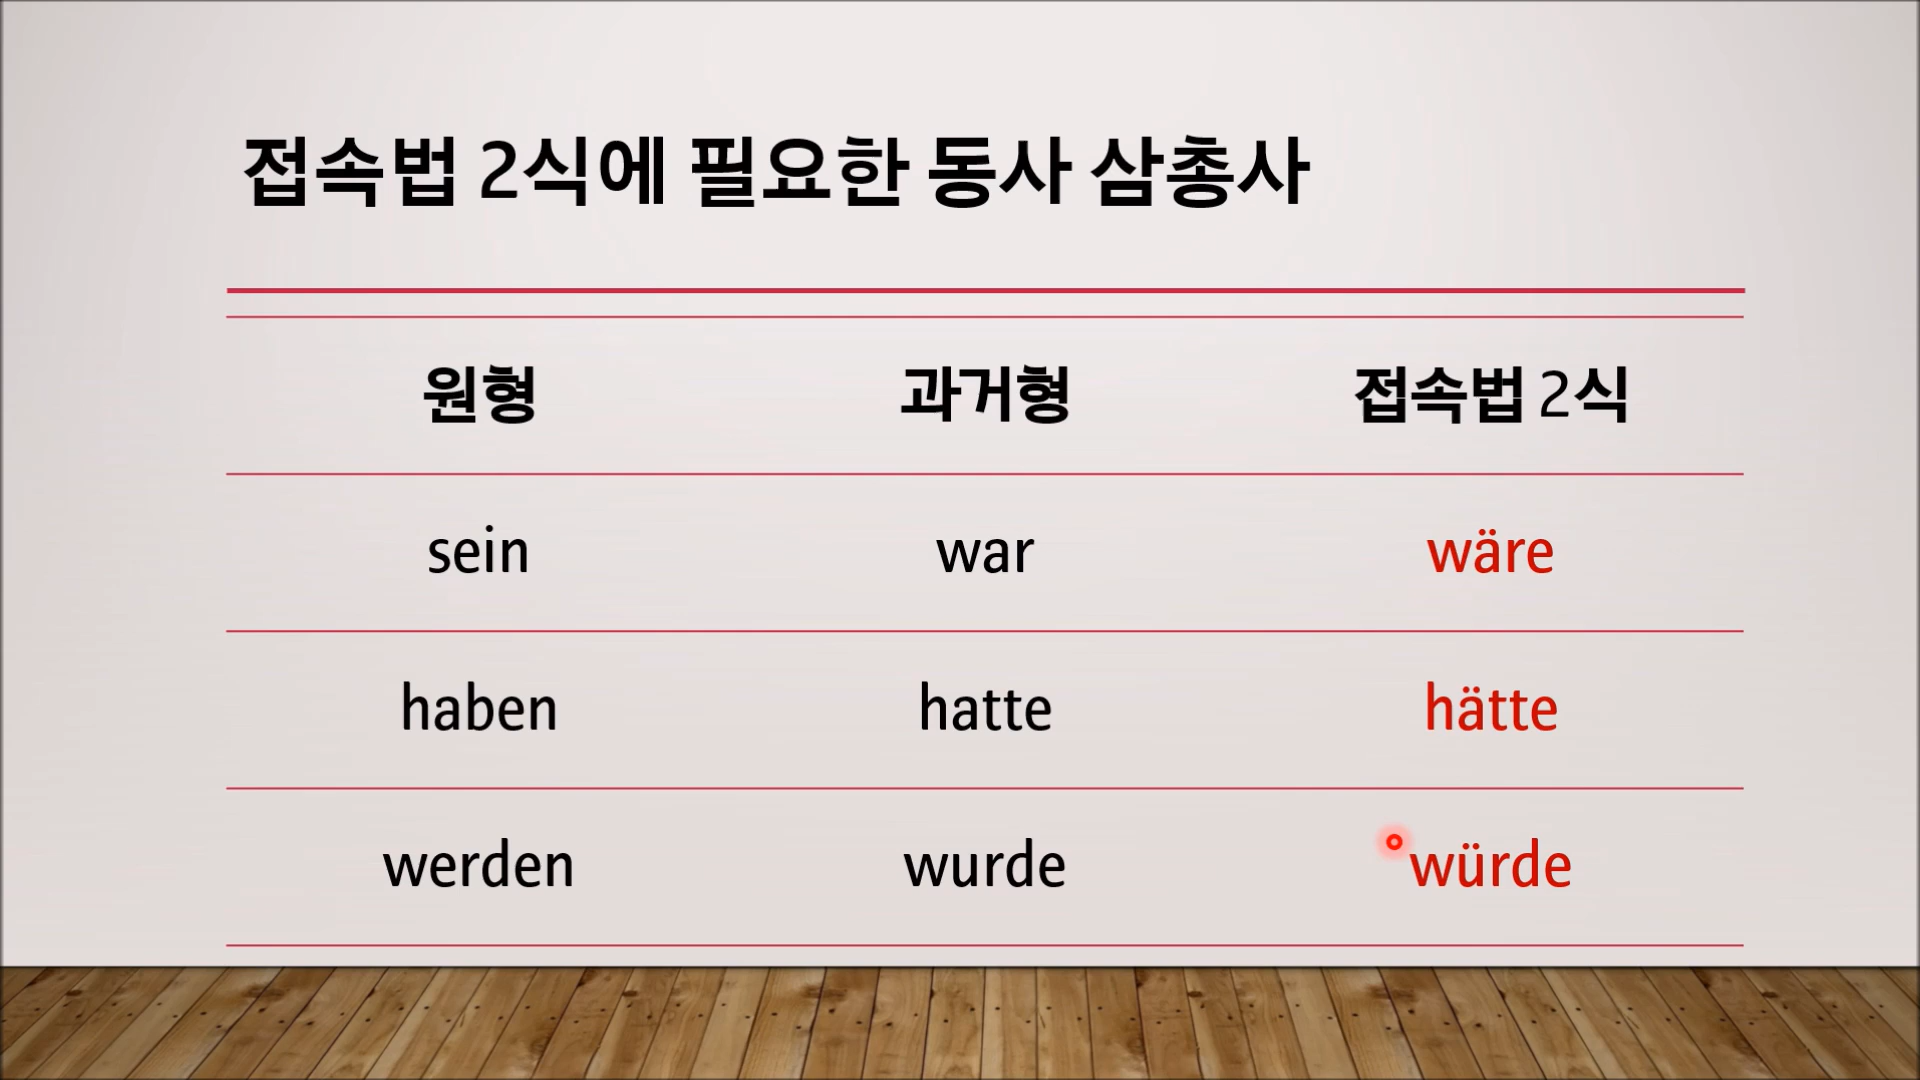 접속법 2식에 필요한 동사 삼총사
원형 과거형 접속법 2식
sein war wäre
haben hatte hätte
werden wurde würde